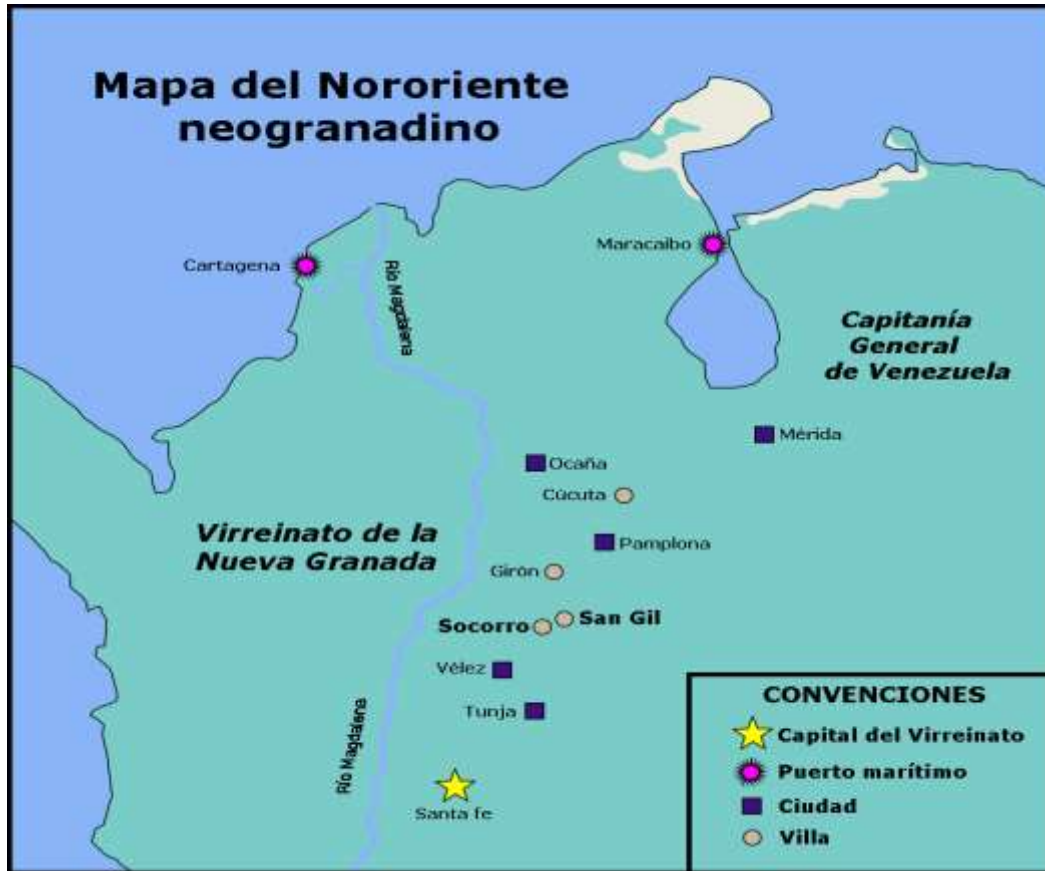 Mapa del Nororiente
neogranadino
Maracaibo
Cartagena
Río Magdalena
Capitanía
General
de Venezuela
Mérida
Ocaña
Cúcuta
Virreinato de la
Nueva Granada
Pamplona
Girón
San Gil
Socorro
Vélez
Tunja
Río Magdalena
Santa fe
CONVENCIONES
Capital del Virreinato
Puerto marítimo
Ciudad
Villa